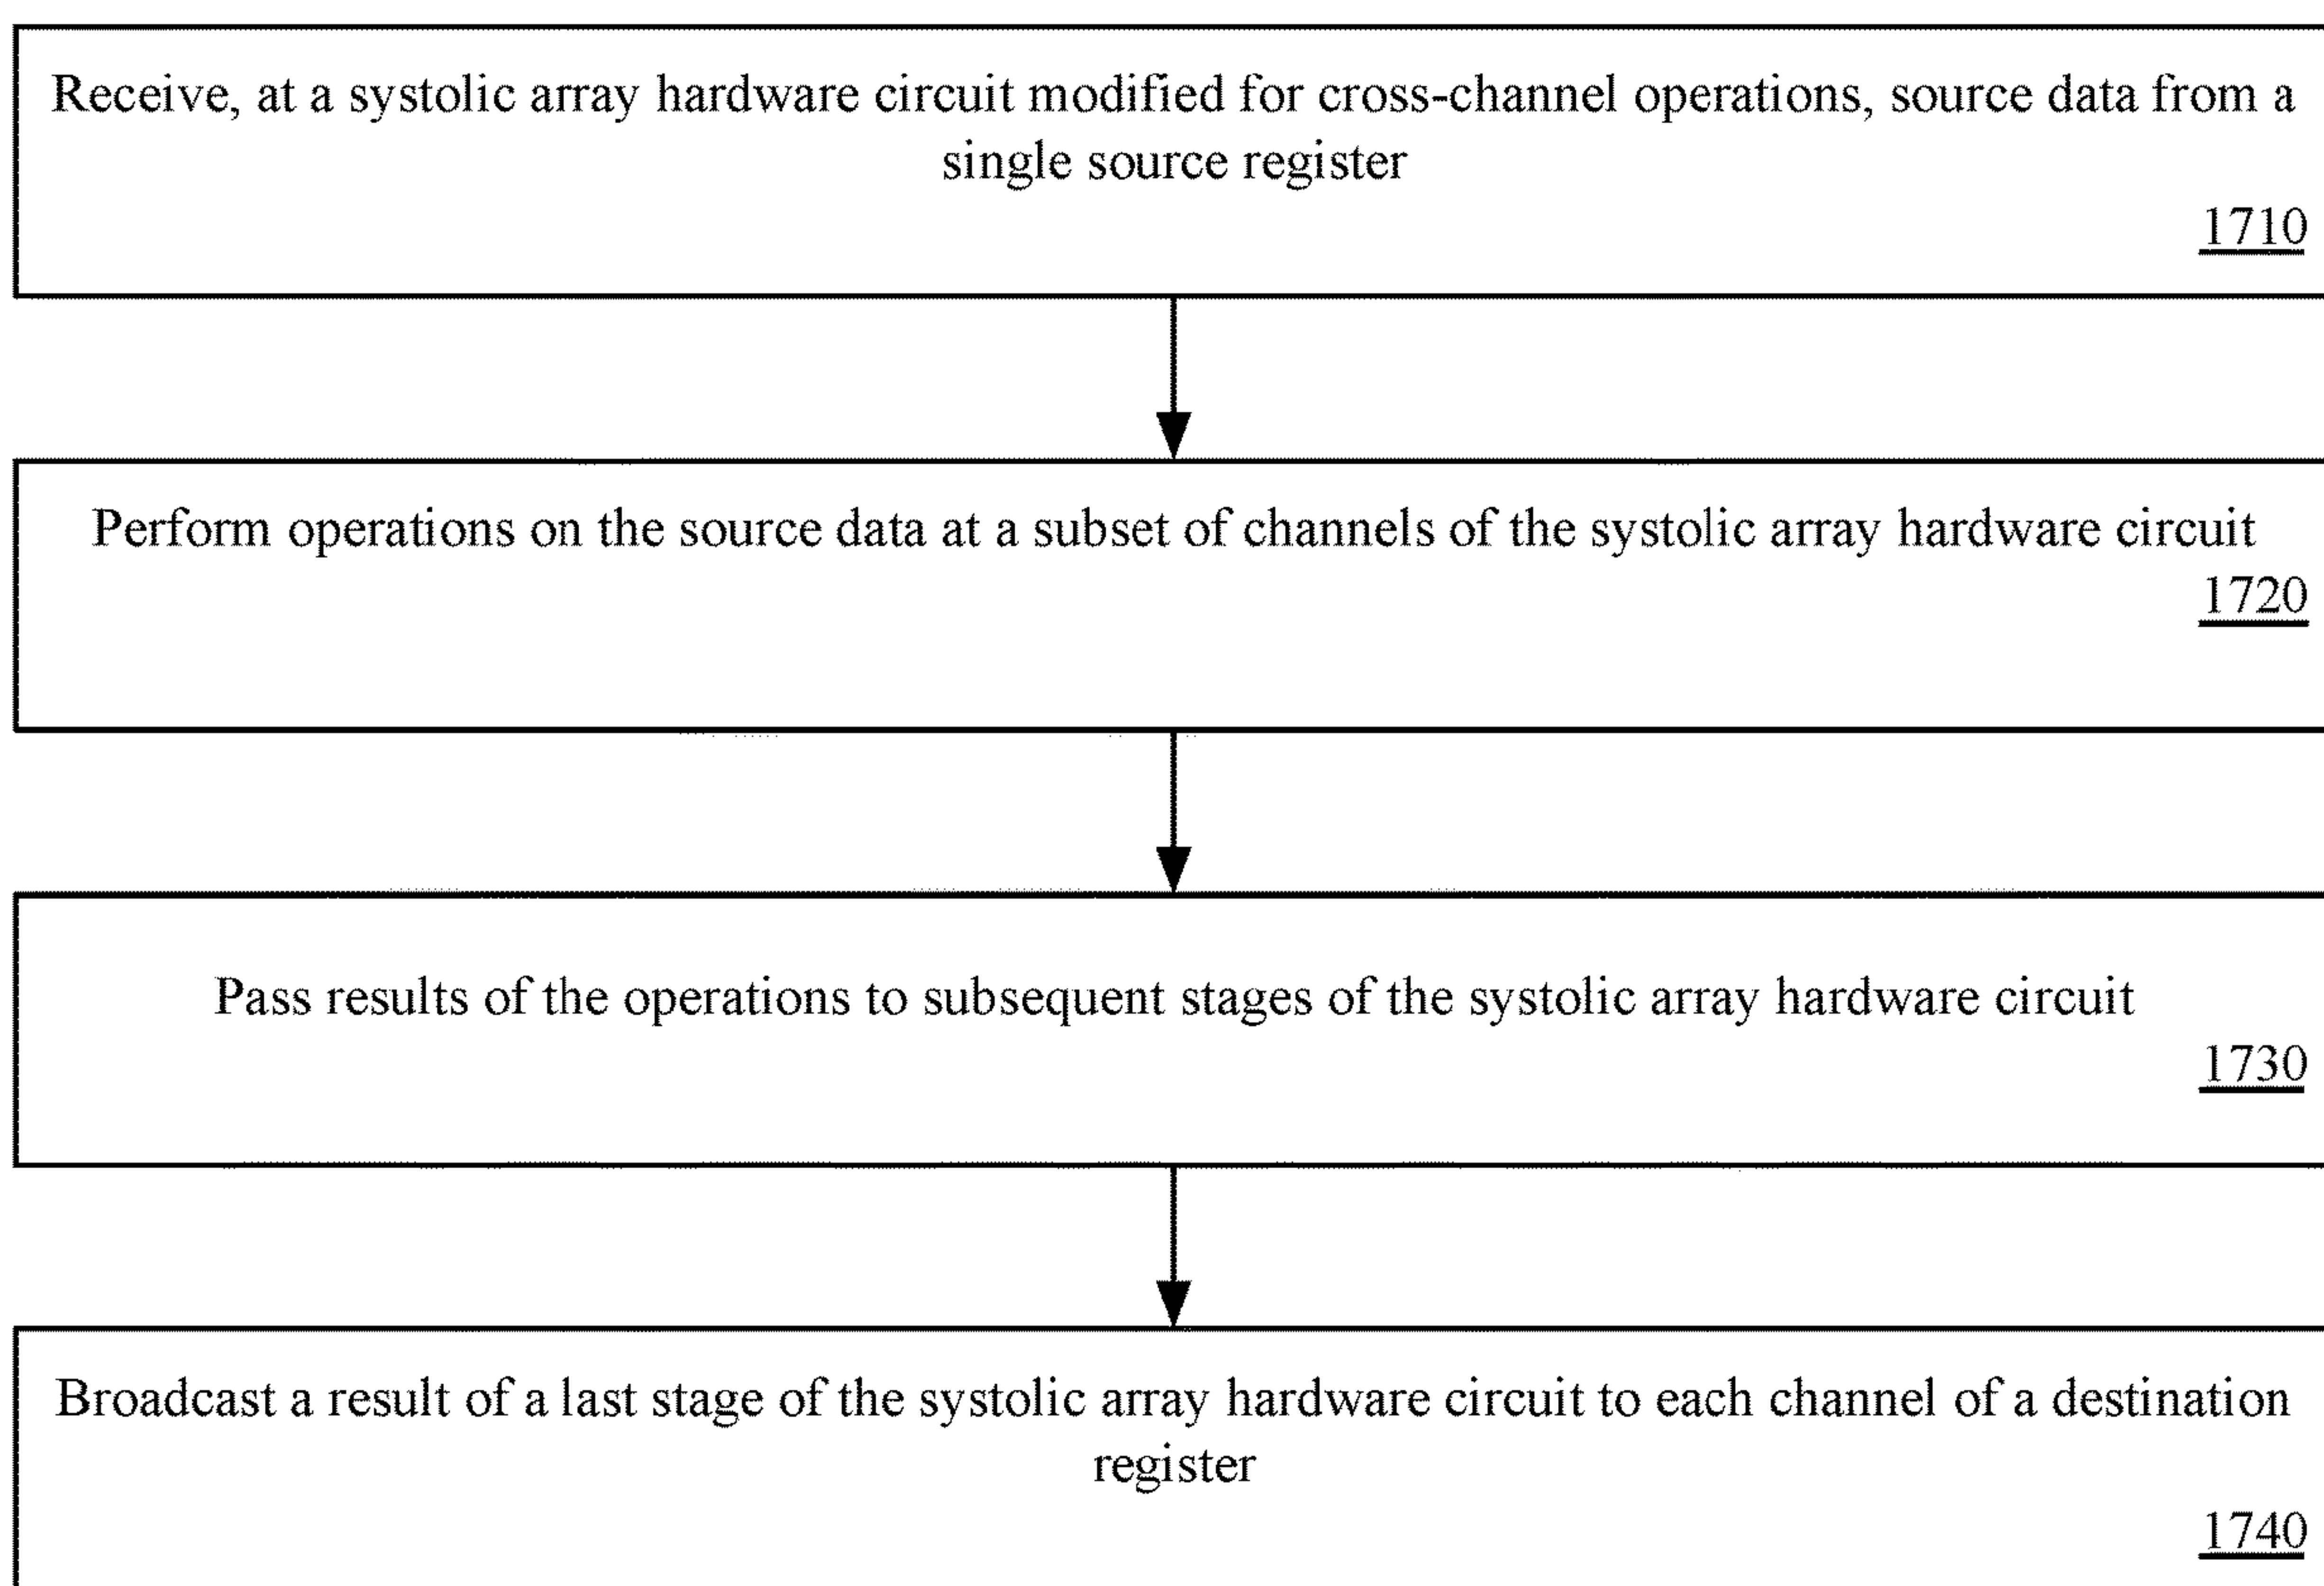 Receive, at a systolic array hardware circuit modified for cross-channel operations, source data from a
single source register
1710
Perform operations on the source data at a subset of channels of the systolic array hardware circuit
1720
Pass results of the operations to subsequent stages of the systolic array hardware circuit
1730
Broadcast a result of a last stage of the systolic array hardware circuit to each channel of a destination
register
1740